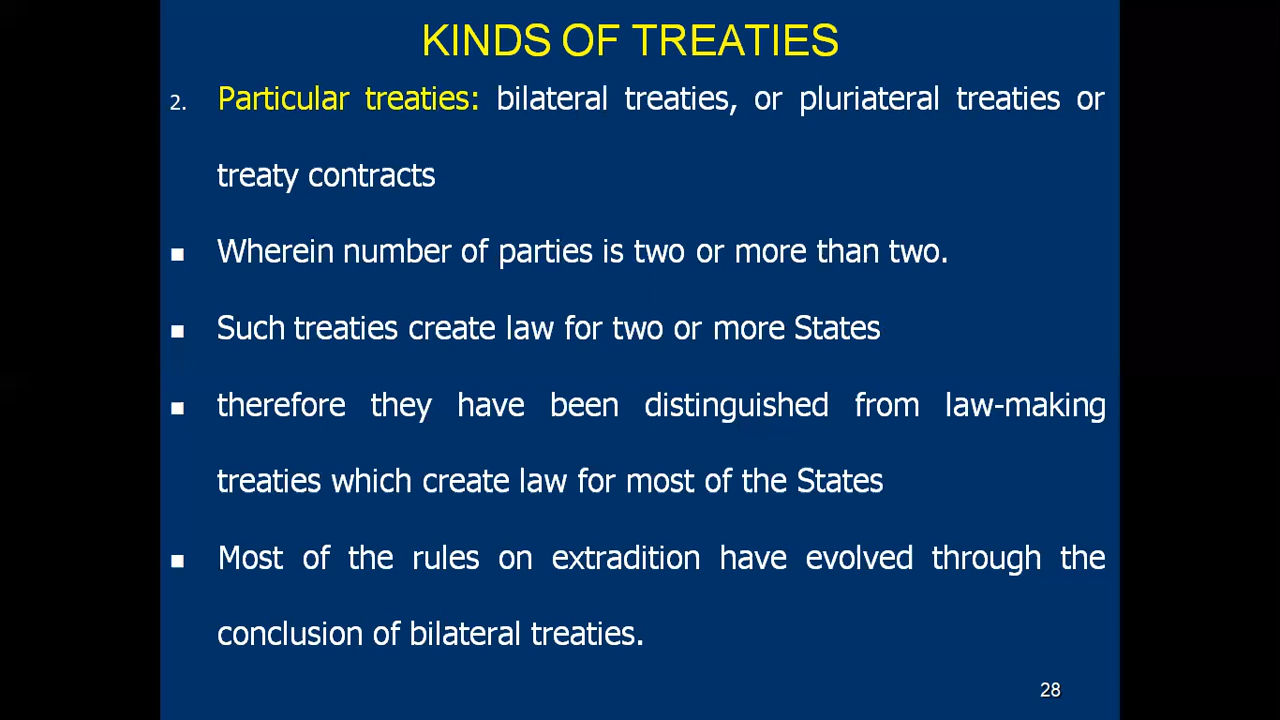 KINDS OF TREATIES
2. Particular treaties: bilateral treaties, or pluriateral treaties or
treaty contracts
▪ Wherein number of parties is two or more than two.
▪ Such treaties create law for two or more States
▪ therefore they have been distinguished from law-making
treaties which create law for most of the States
▪ Most of the rules on extradition have evolved through the
conclusion of bilateral treaties.
28